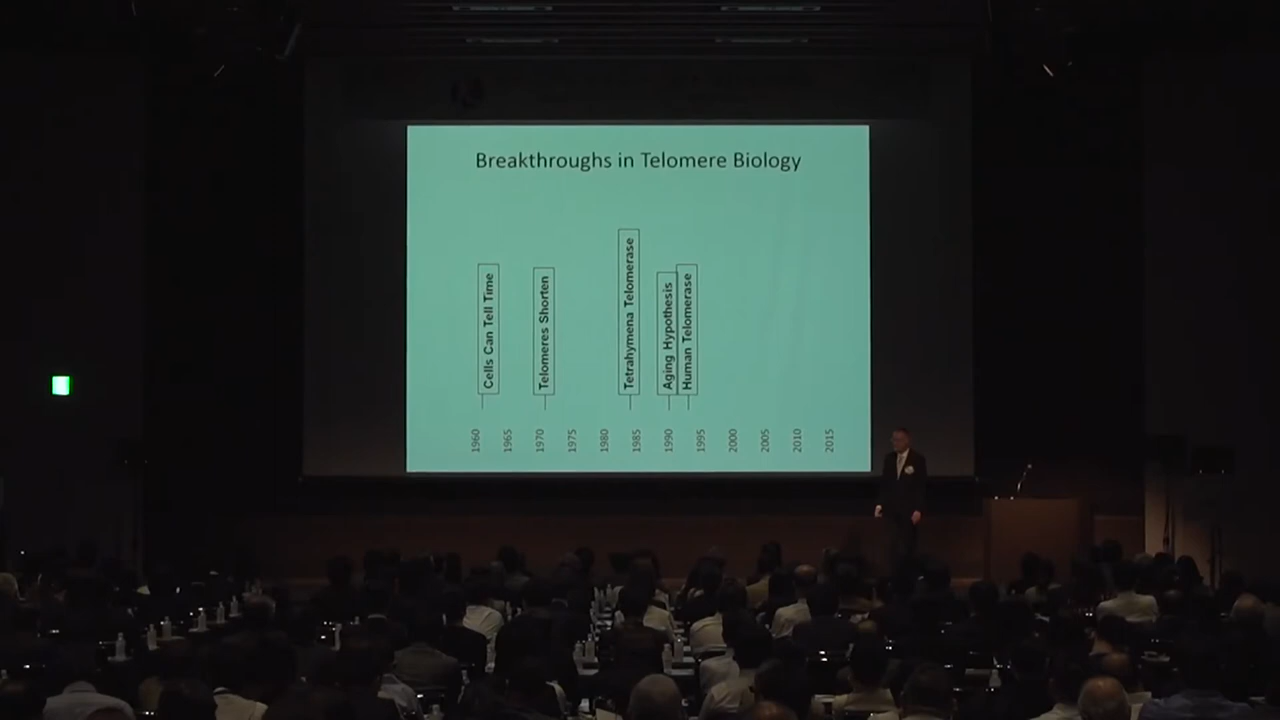 Breakthroughs in Telomere Biology
Cells Can Tell Time
Telomeres Shorten
Tetrahymena Telomerase
Aging Hypothesis
Human Telomerase
1960
1965
1970
1975
1980
1985
1990
1995
2000
2005
2010
2015